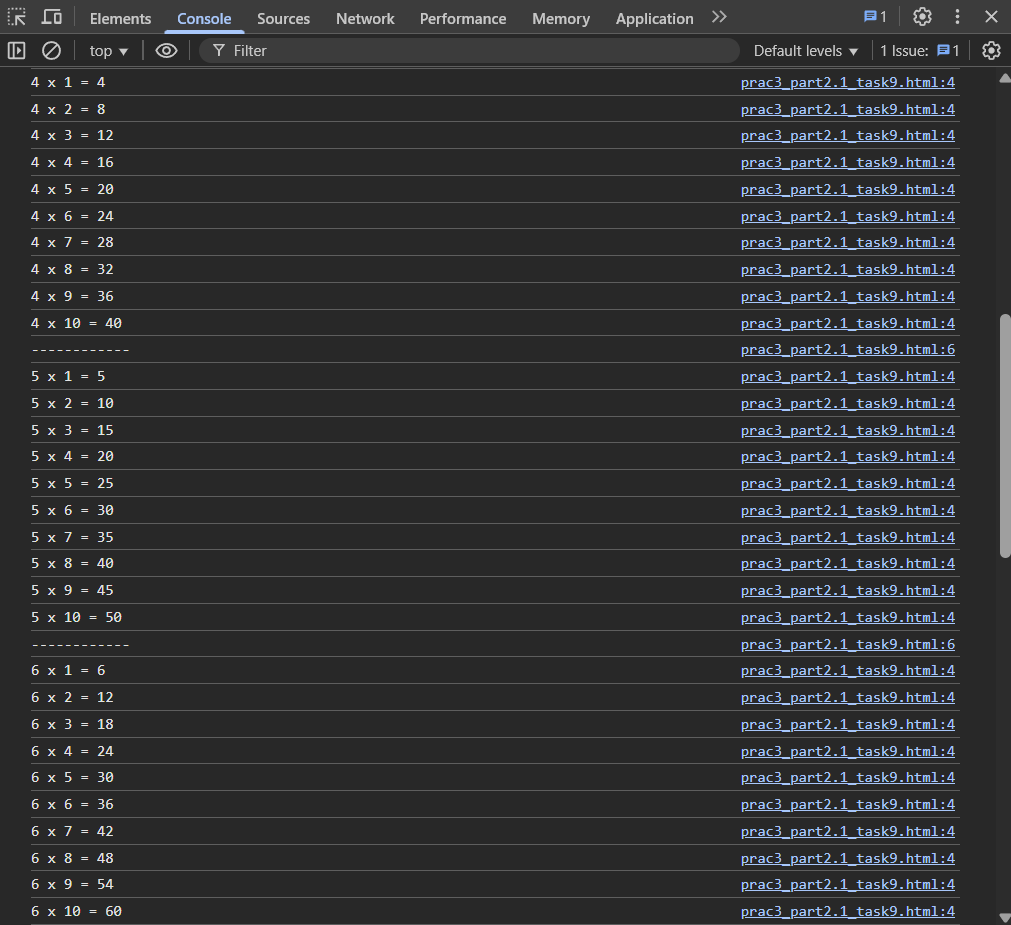 Elements Console Sources Network Performance Memory Application 1
top Filter Default levels 1 Issue: 1
4 x 1 = 4 prac3_part2.1_task9.html:4
4 x 2 = 8 prac3_part2.1_task9.html:4
4 x 3 = 12 prac3_part2.1_task9.html:4
4 x 4 = 16 prac3_part2.1_task9.html:4
4 x 5 = 20 prac3_part2.1_task9.html:4
4 x 6 = 24 prac3_part2.1_task9.html:4
4 x 7 = 28 prac3_part2.1_task9.html:4
4 x 8 = 32 prac3_part2.1_task9.html:4
4 x 9 = 36 prac3_part2.1_task9.html:4
4 x 10 = 40 prac3_part2.1_task9.html:4
------------ prac3_part2.1_task9.html:6
5 x 1 = 5 prac3_part2.1_task9.html:4
5 x 2 = 10 prac3_part2.1_task9.html:4
5 x 3 = 15 prac3_part2.1_task9.html:4
5 x 4 = 20 prac3_part2.1_task9.html:4
5 x 5 = 25 prac3_part2.1_task9.html:4
5 x 6 = 30 prac3_part2.1_task9.html:4
5 x 7 = 35 prac3_part2.1_task9.html:4
5 x 8 = 40 prac3_part2.1_task9.html:4
5 x 9 = 45 prac3_part2.1_task9.html:4
5 x 10 = 50 prac3_part2.1_task9.html:4
------------ prac3_part2.1_task9.html:6
6 x 1 = 6 prac3_part2.1_task9.html:4
6 x 2 = 12 prac3_part2.1_task9.html:4
6 x 3 = 18 prac3_part2.1_task9.html:4
6 x 4 = 24 prac3_part2.1_task9.html:4
6 x 5 = 30 prac3_part2.1_task9.html:4
6 x 6 = 36 prac3_part2.1_task9.html:4
6 x 7 = 42 prac3_part2.1_task9.html:4
6 x 8 = 48 prac3_part2.1_task9.html:4
6 x 9 = 54 prac3_part2.1_task9.html:4
6 x 10 = 60 prac3_part2.1_task9.html:4